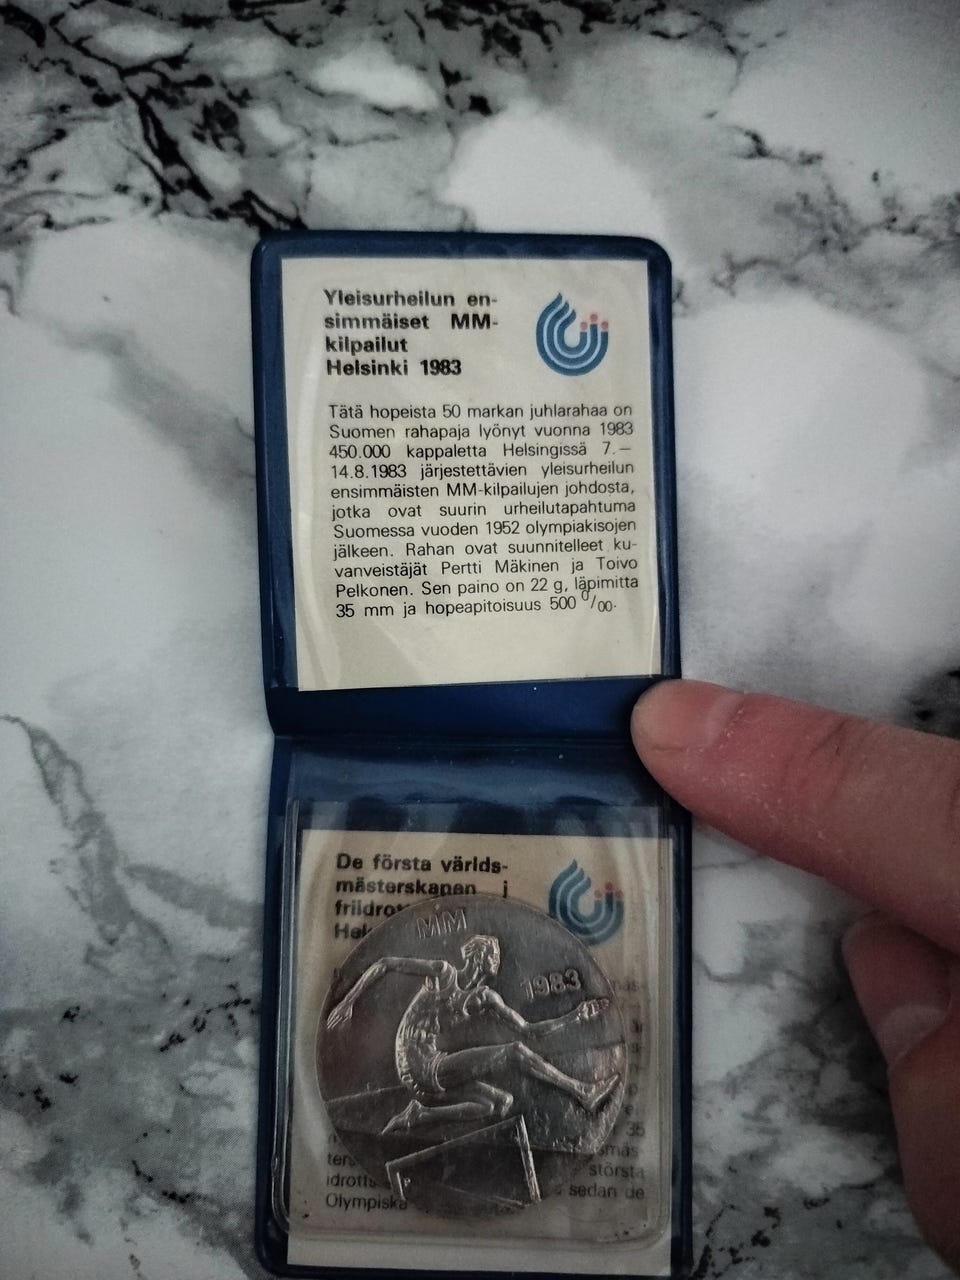 Yleisurheilun en-
simmäiset MM-
kilpailut
Helsinki 1983
Tätä hopeista 50 markan juhlarahaa on
Suomen rahapaja lyönyt vuonna 1983
450.000 kappaletta Helsingissä 7.–
14.8.1983 järjestettävien yleisurheilun
ensimmäisten MM-kilpailujen johdosta,
jotka ovat suurin urheilutapahtuma
Suomessa vuoden 1952 olympiakisojen
jälkeen. Rahan ovat suunnitelleet ku-
vanveistäjät Pertti Mäkinen ja Toivo
Pelkonen. Sen paino on 22 g, läpimitta
35 mm ja hopeapitoisuus 500 0/00.
De första världs-
mästerskapen i
friidrot
Hel
MM
1983
35
idrotts
största
Olympiska
sedan de